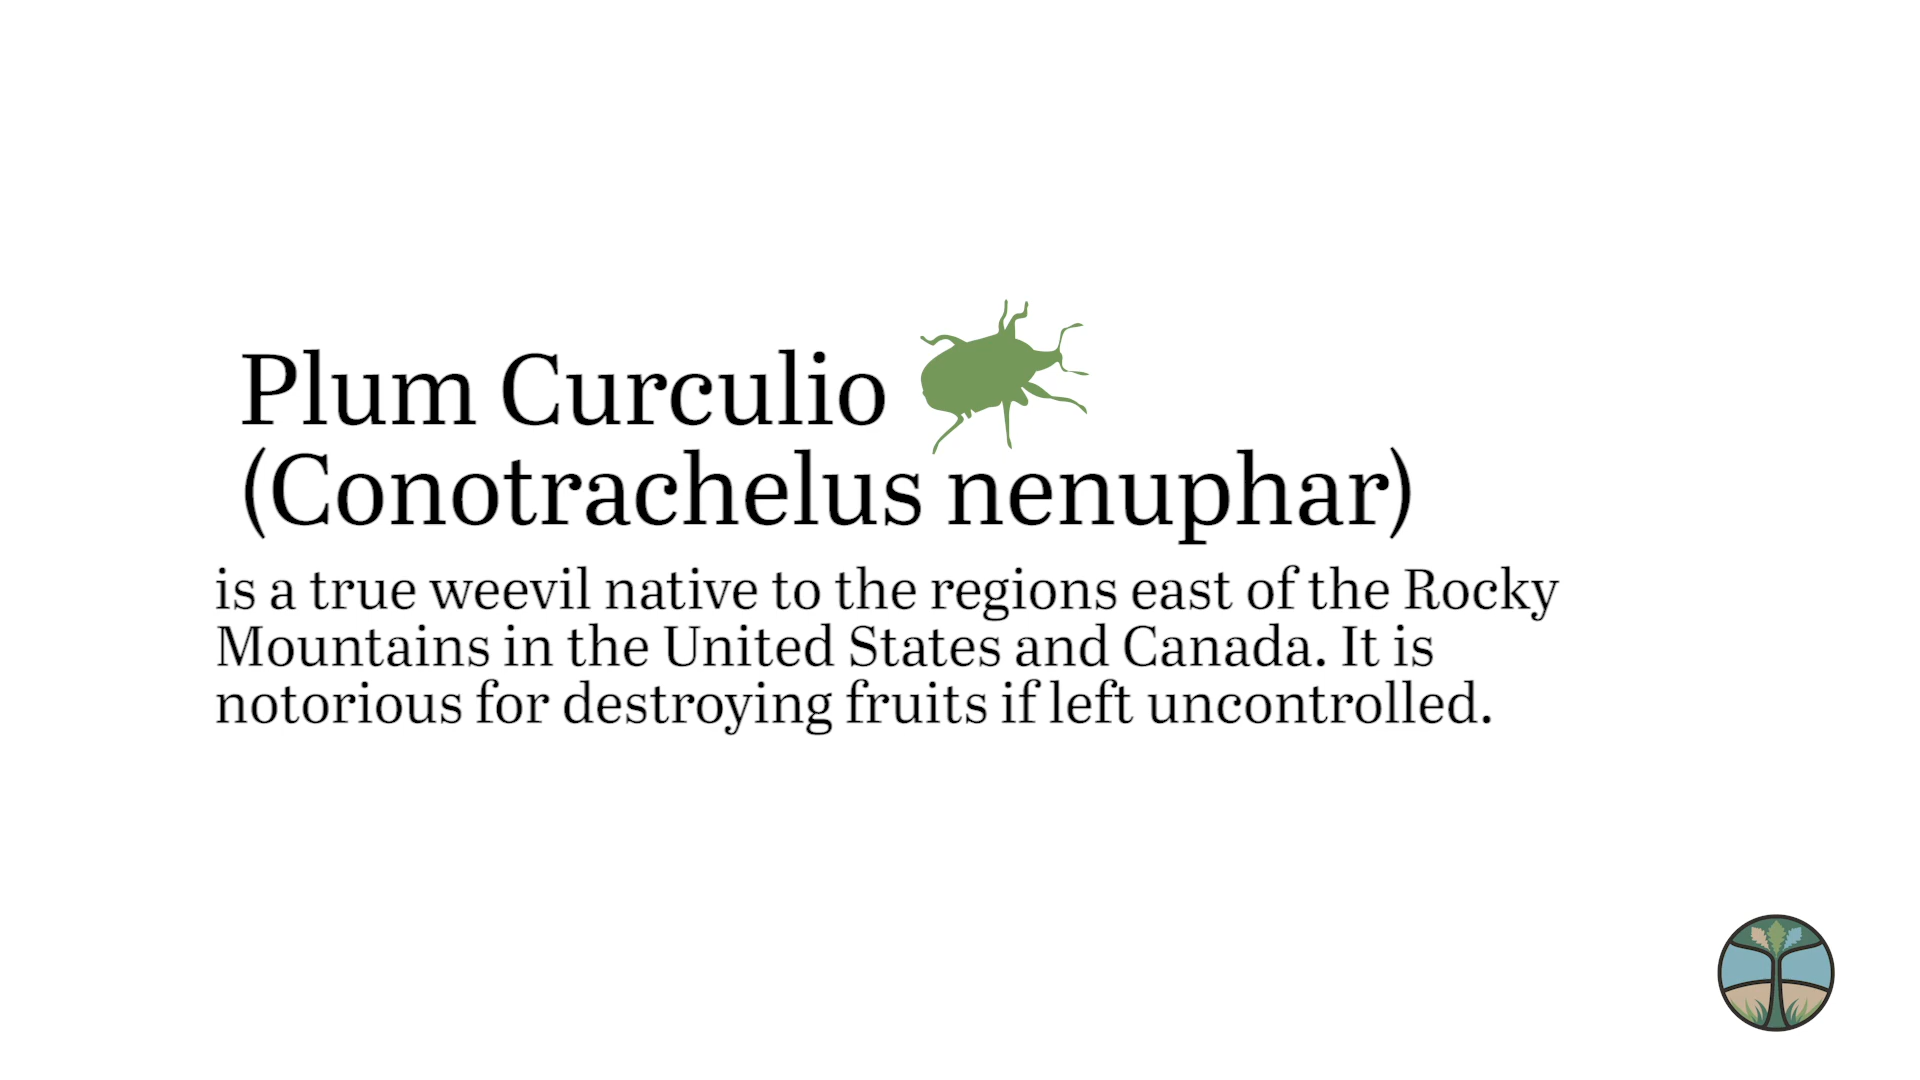 Plum Curculio
(Conotrachelus nenuphar)
is a true weevil native to the regions east of the Rocky
Mountains in the United States and Canada. It is
notorious for destroying fruits if left uncontrolled.